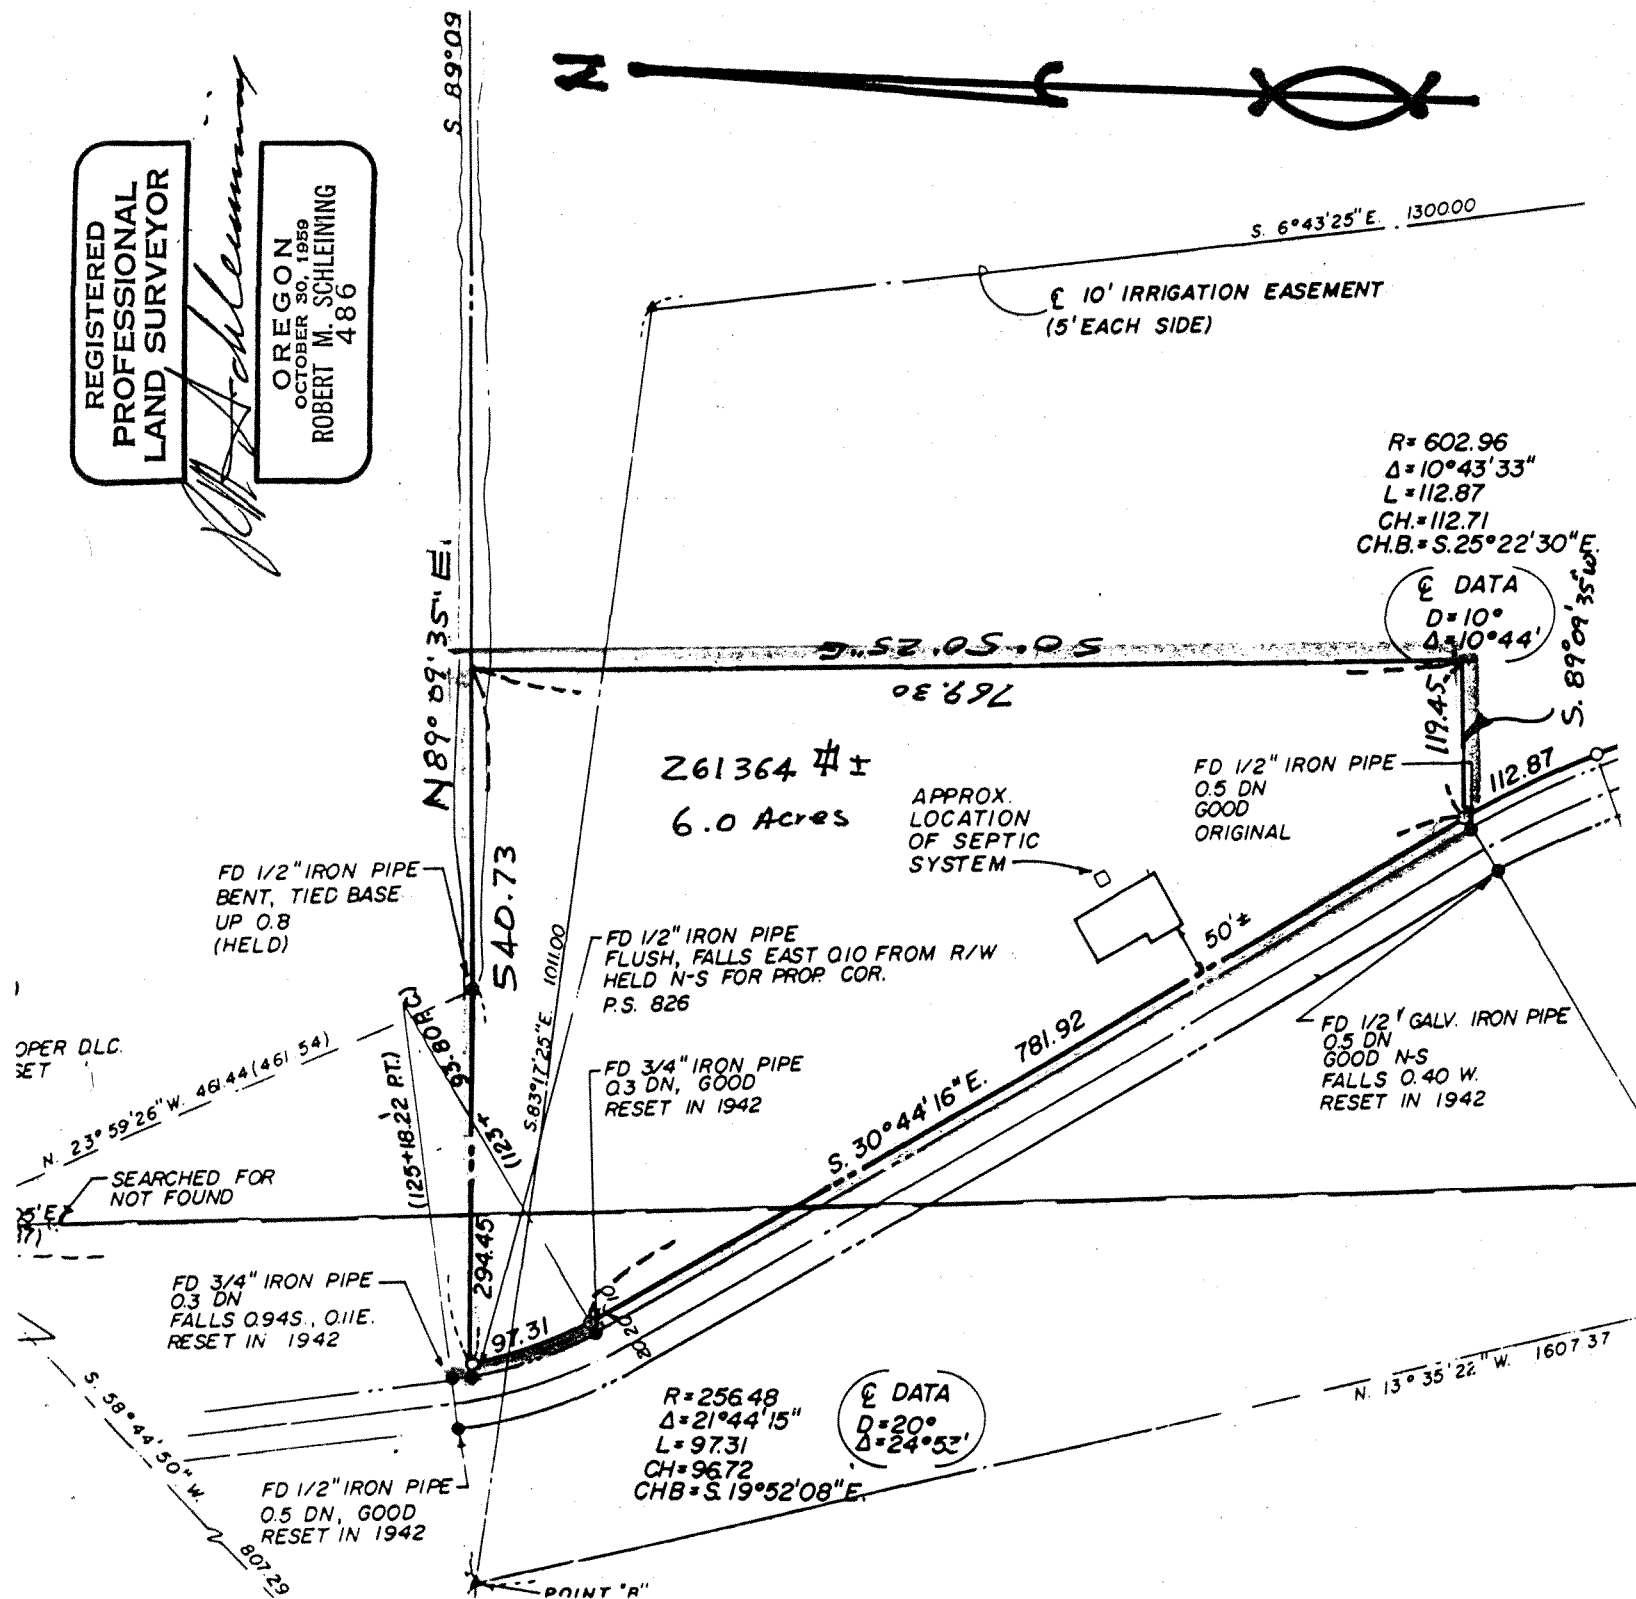 S. 89°09
N
REGISTERED
PROFESSIONAL
LAND SURVEYOR
OREGON
OCTOBER 30, 1959
ROBERT M. SCHLEINING
486
S. 6°43'25" E. 1300.00
℄ 10' IRRIGATION EASEMENT
(5' EACH SIDE)
R=602.96
Δ=10°43'33"
L=112.87
CH.=112.71
CH.B.=S.25°22'30"E.
℄ DATA
D=10°
Δ=10°44'
S. 89°09'35"W
N89°09'35"E.
S0°50'25"E
769.30
119.45
112.87
261364 #±
6.0 Acres
APPROX.
LOCATION
OF SEPTIC
SYSTEM
FD 1/2" IRON PIPE
0.5 DN
GOOD
ORIGINAL
FD 1/2" IRON PIPE
BENT, TIED BASE
UP 0.8
(HELD)
540.73
FD 1/2" IRON PIPE
FLUSH, FALLS EAST 0.10 FROM R/W
HELD N-S FOR PROP. COR.
P.S. 826
S.83°17'25"E. 1011.00
50'±
781.92
S. 30°44'16"E.
FD 1/2" GALV. IRON PIPE
0.5 DN
GOOD N-S
FALLS 0.40 W.
RESET IN 1942
FD 3/4" IRON PIPE
0.3 DN, GOOD
RESET IN 1942
OPER D.L.C.
SET
N. 23°59'26"W. 461.44(461.54)
(125+18.22 P.T.)
(123+
93.80 P.C.)
SEARCHED FOR
NOT FOUND
294.45
FD 3/4" IRON PIPE
0.3 DN
FALLS 0.94S., 0.11E.
RESET IN 1942
97.31
10
20
20
R=256.48
Δ=21°44'15"
L=97.31
CH=96.72
CHB=S.19°52'08"E.
℄ DATA
D=20°
Δ=24°52'
N. 13°35'22"W. 1607.37
S. 58°44'50"W.
807.29
FD 1/2" IRON PIPE
0.5 DN, GOOD
RESET IN 1942
POINT "B"